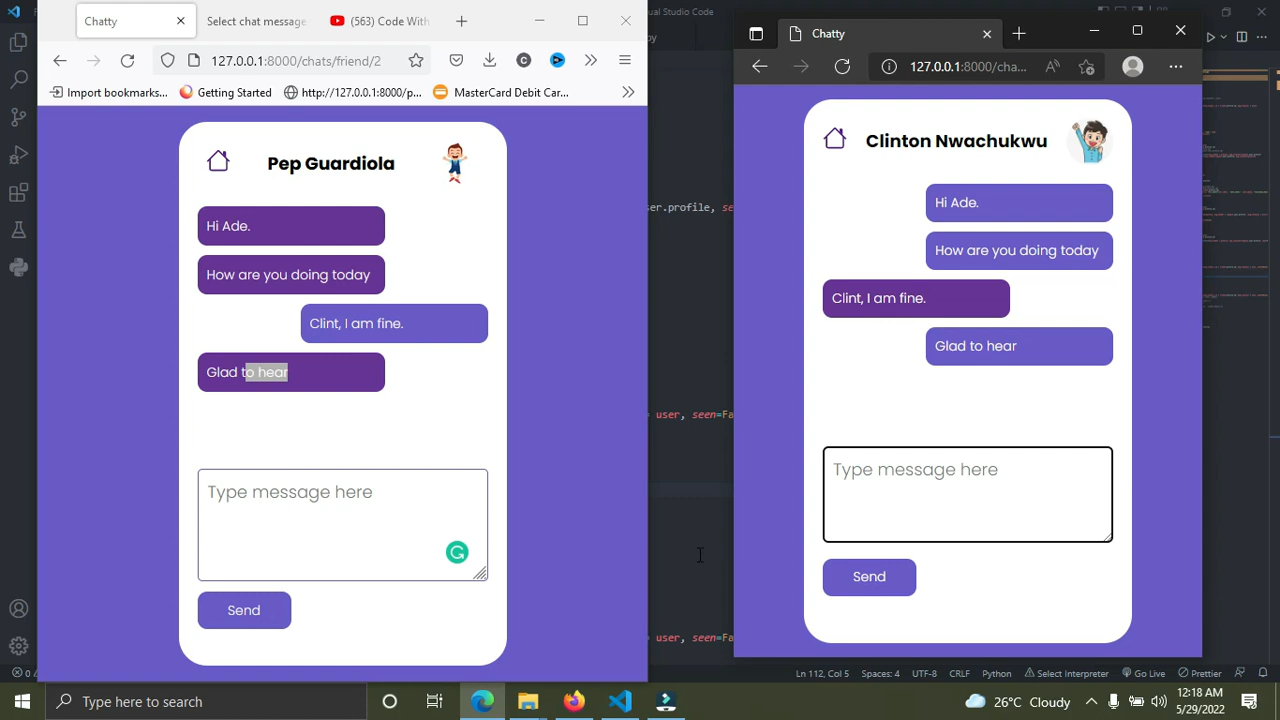 Chatty
Select chat message
(563) Code With
127.0.0.1:8000/chats/friend/2
Import bookmarks...
Getting Started
http://127.0.0.1:8000/p...
MasterCard Debit Car...
Pep Guardiola
Hi Ade.
How are you doing today
Clint, I am fine.
Glad to hear
Type message here
Send
ual Studio Code
Chatty
127.0.0.1:8000/cha...
Clinton Nwachukwu
Hi Ade.
How are you doing today
Clint, I am fine.
Glad to hear
Type message here
Send
ser.profile, se
user, seen=Fa
user, seen=Fa
Ln 112, Col 5
Spaces: 4
UTF-8
CRLF
Python
Select Interpreter
Go Live
Prettier
Type here to search
26°C Cloudy
12:18 AM
5/29/2022